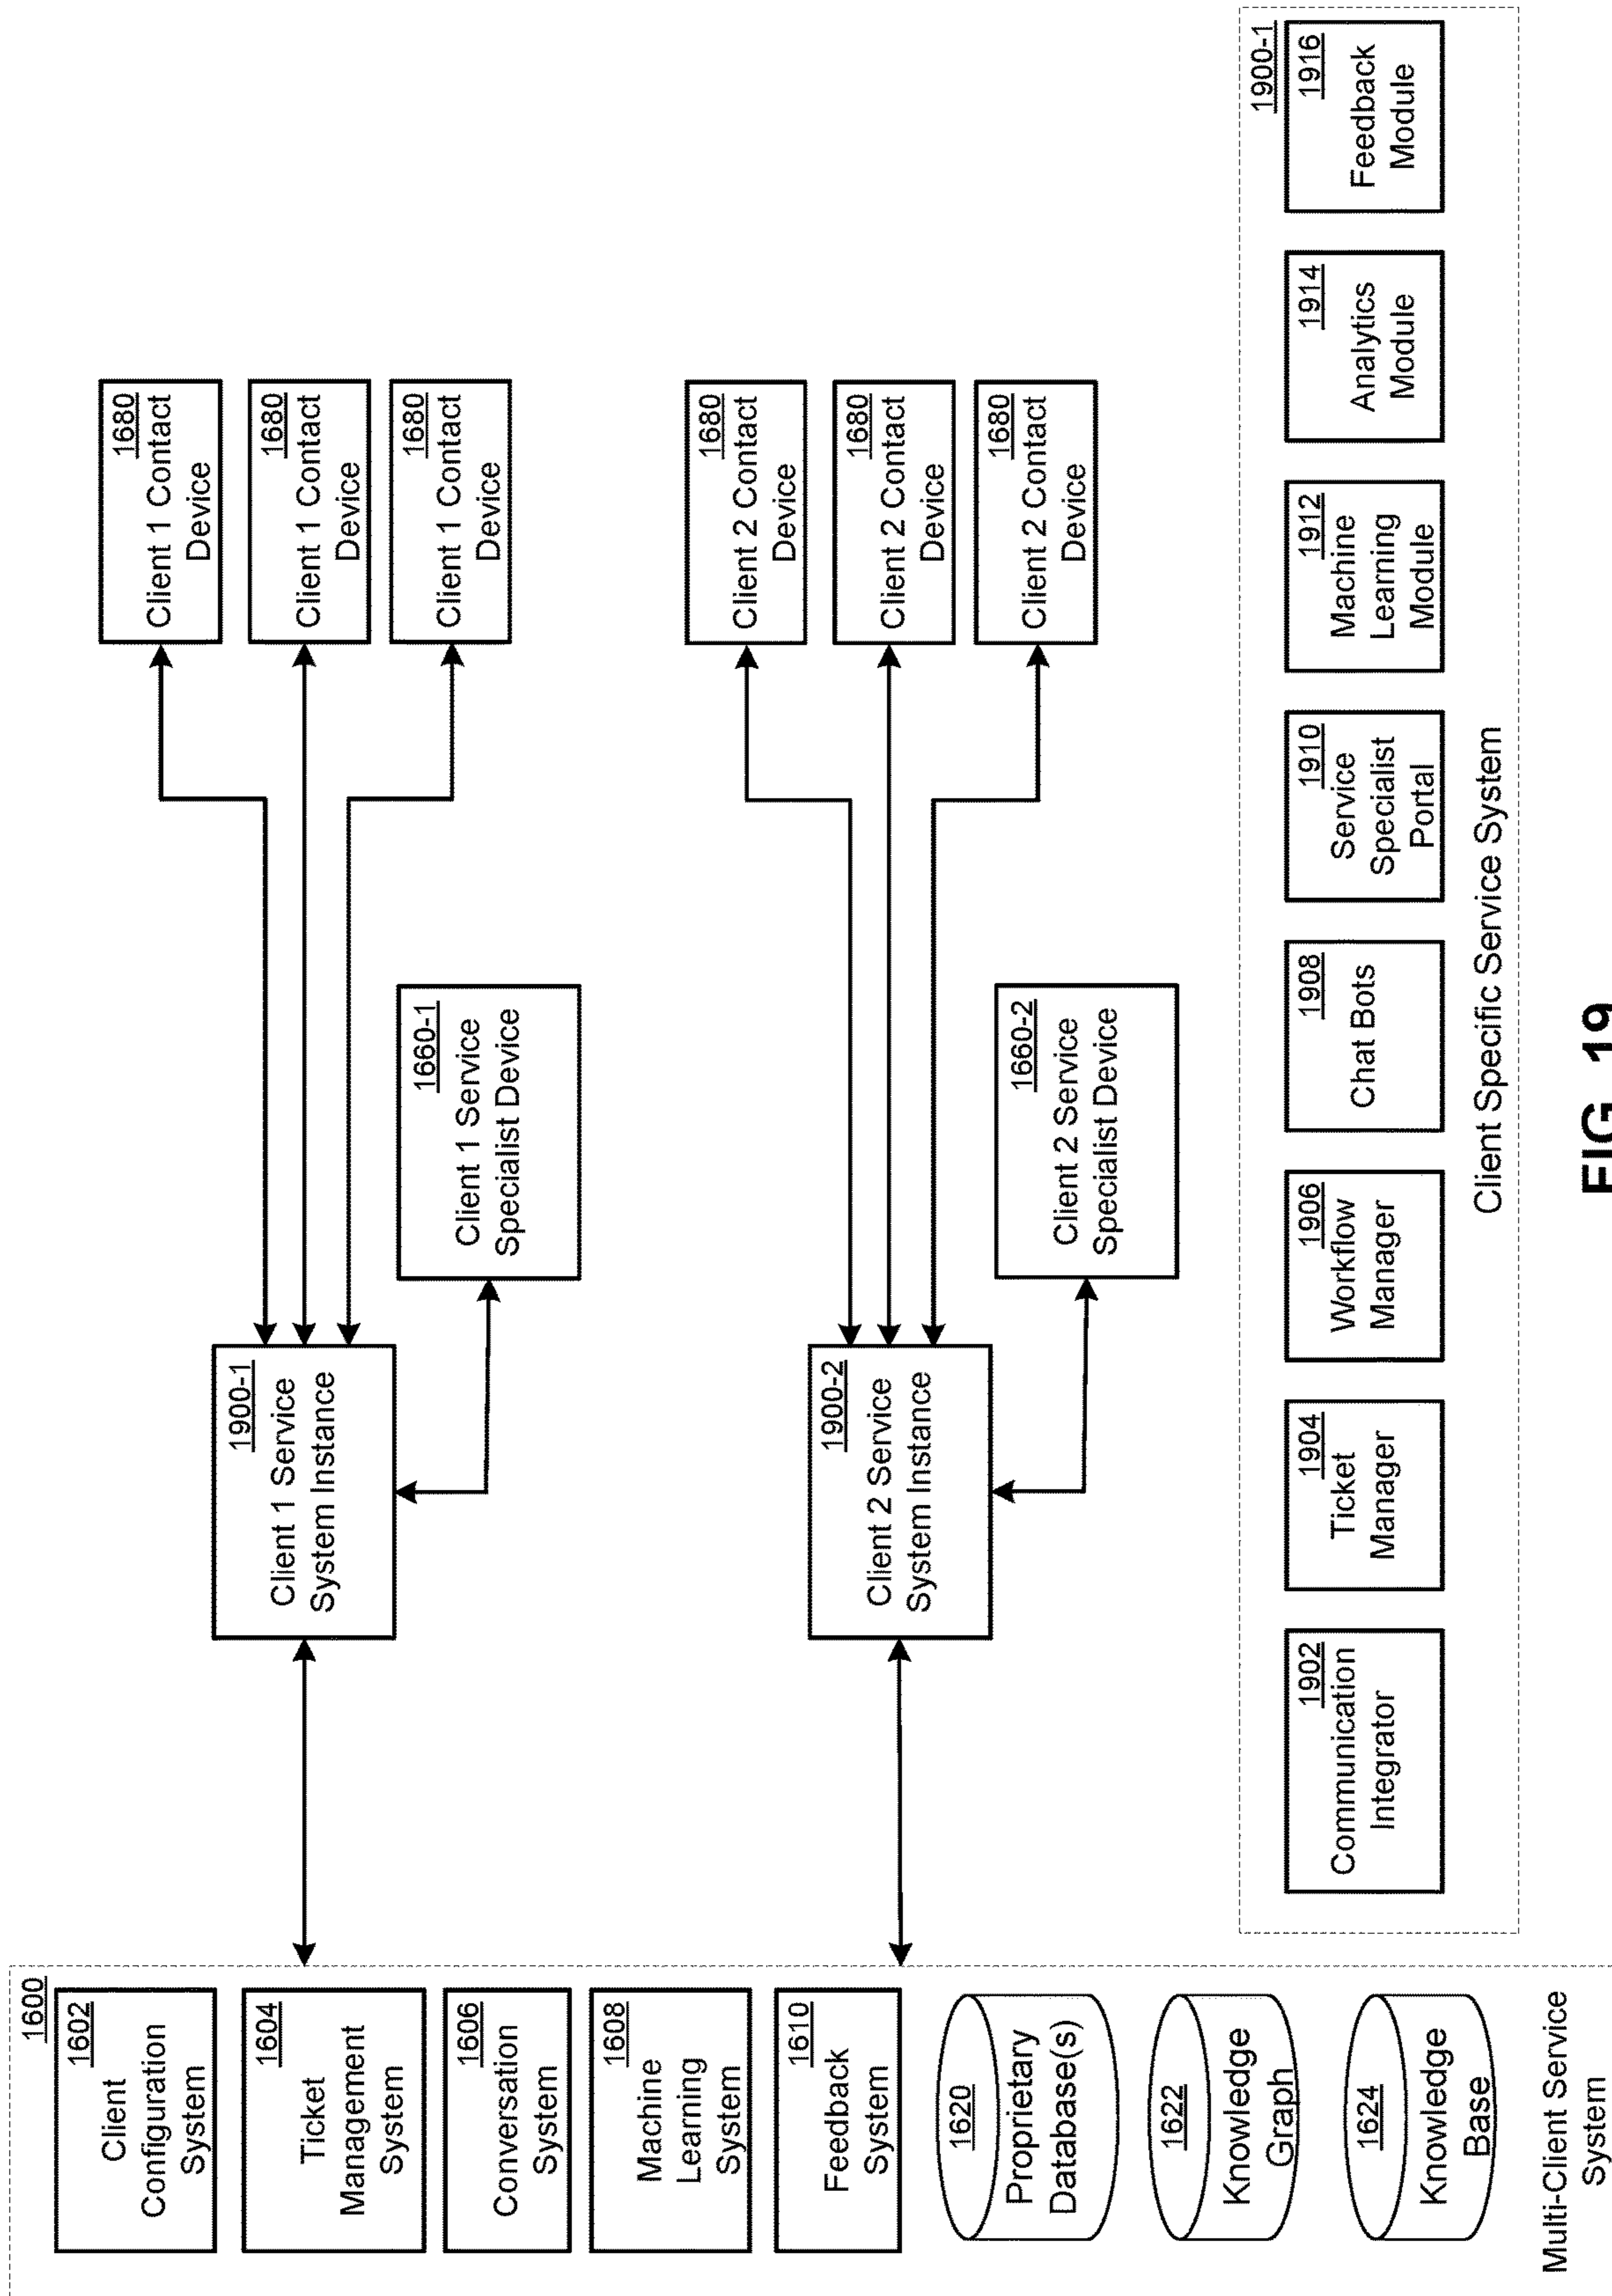 1600
1602
Client
Configuration
System
1604
Ticket
Management
System
1606
Conversation
System
1608
Machine
Learning
System
1610
Feedback
System
1620
Proprietary
Database(s)
1622
Knowledge
Graph
1624
Knowledge
Base
Multi-Client Service
System
1900-1
Client 1 Service
System Instance
1660-1
Client 1 Service
Specialist Device
1680
Client 1 Contact
Device
1680
Client 1 Contact
Device
1680
Client 1 Contact
Device
1900-2
Client 2 Service
System Instance
1660-2
Client 2 Service
Specialist Device
1680
Client 2 Contact
Device
1680
Client 2 Contact
Device
1680
Client 2 Contact
Device
1900-1
1902
Communication
Integrator
1904
Ticket
Manager
1906
Workflow
Manager
1908
Chat Bots
1910
Service
Specialist
Portal
1912
Machine
Learning
Module
1914
Analytics
Module
1916
Feedback
Module
Client Specific Service System
FIG. 19